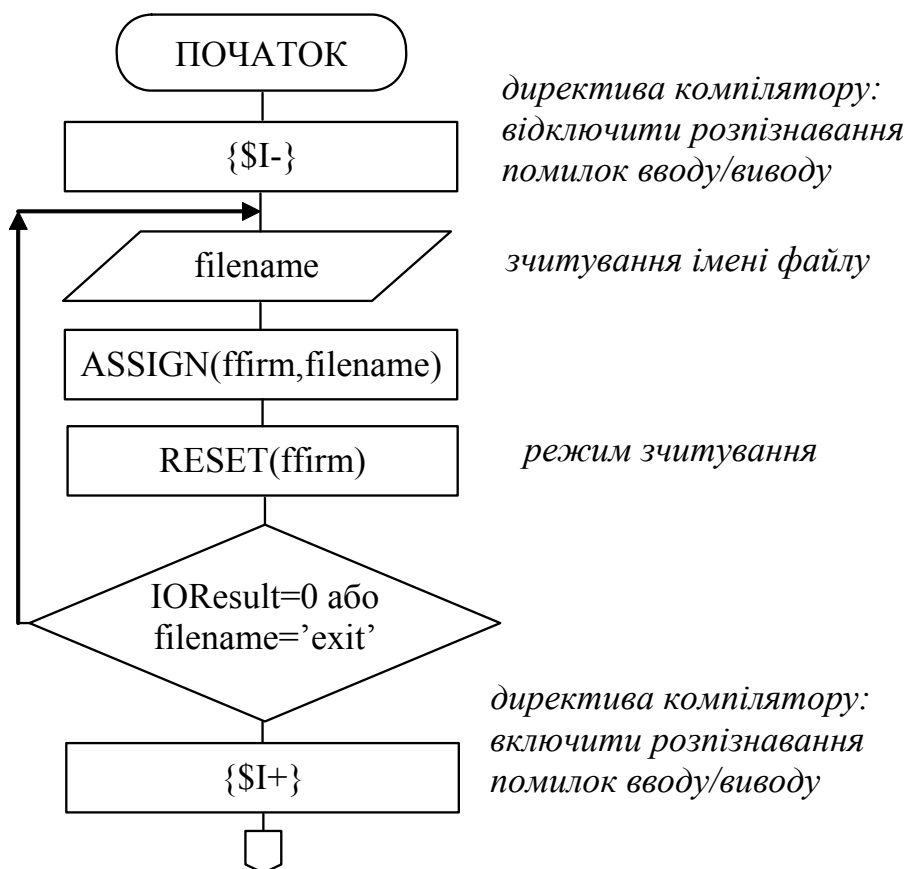 ПОЧАТОК
директива компілятору:
відключити розпізнавання
помилок вводу/виводу
{$I-}
filename
зчитування імені файлу
ASSIGN(ffirm,filename)
RESET(ffirm)
режим зчитування
IOResult=0 або
filename=’exit’
директива компілятору:
включити розпізнавання
помилок вводу/виводу
{$I+}